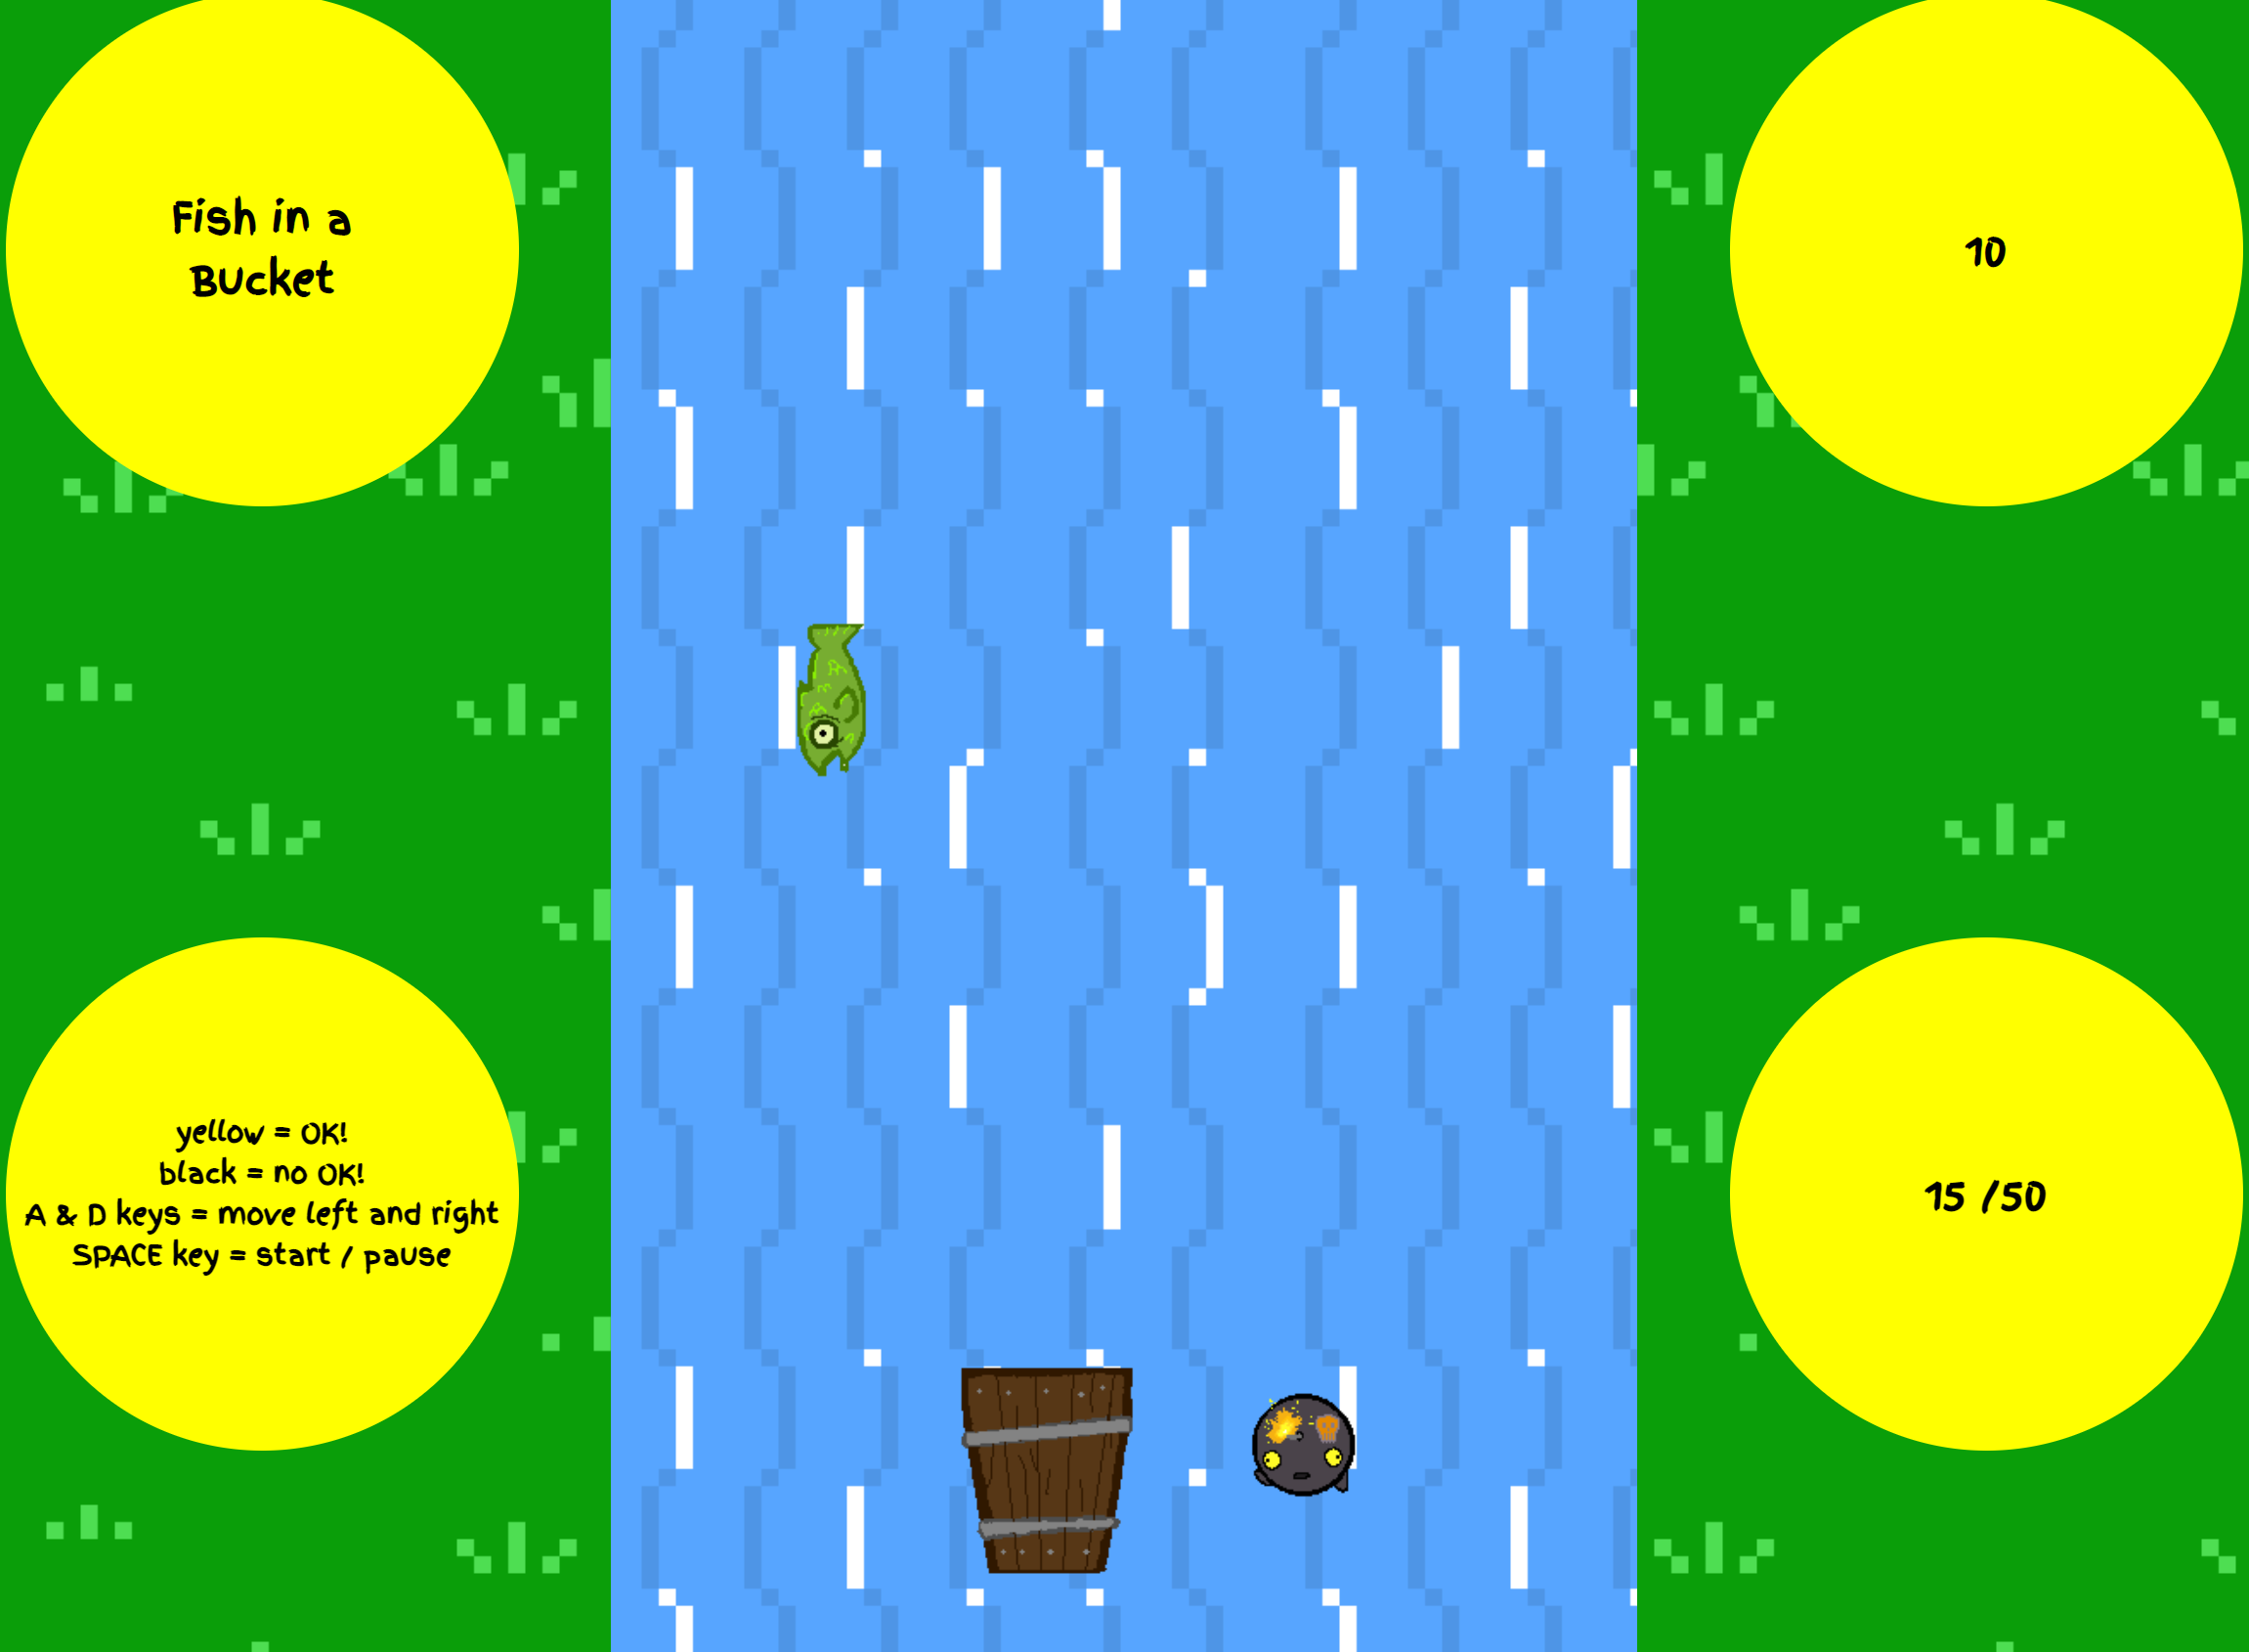 Fish in a
Bucket
10
yellow = OK!
black = no OK!
A & D keys = move left and right
SPACE key = start / pause
15 /50